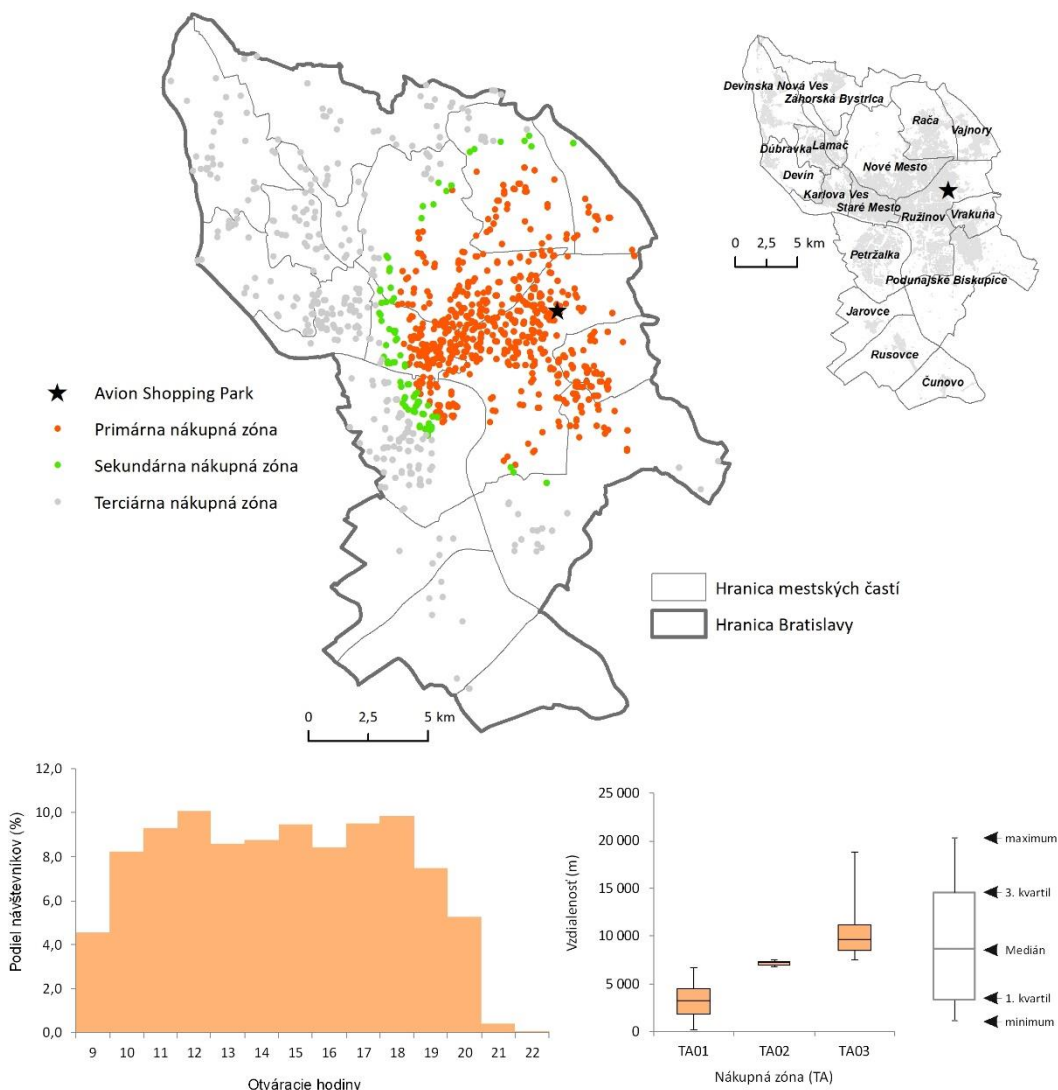 Devínska Nová Ves
Záhorská Bystrica
Rača
Vajnory
Dúbravka
Lamač
Nové Mesto
Devín
Karlova Ves
Staré Mesto
Ružinov
Vrakuňa
0 2,5 5 km
Petržalka
Podunajské Biskupice
Jarovce
Rusovce
Čunovo
Avion Shopping Park
Primárna nákupná zóna
Sekundárna nákupná zóna
Terciárna nákupná zóna
Hranica mestských častí
Hranica Bratislavy
0 2,5 5 km
Podiel návštevníkov (%)
12,0
10,0
8,0
6,0
4,0
2,0
0,0
9 10 11 12 13 14 15 16 17 18 19 20 21 22
Otváracie hodiny
Vzdialenosť (m)
25 000
20 000
15 000
10 000
5 000
0
TA01 TA02 TA03
Nákupná zóna (TA)
maximum
3. kvartil
Medián
1. kvartil
minimum